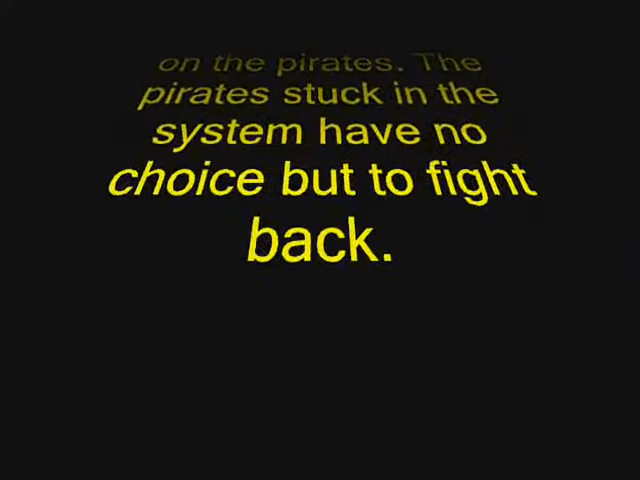 on the pirates. The
pirates stuck in the
system have no
choice but to fight
back.